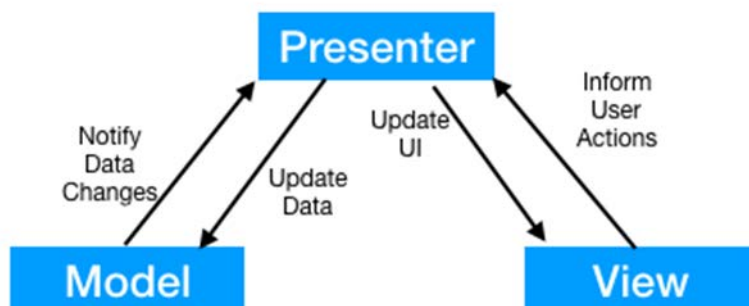 Presenter
Notify
Data
Changes
Update
Data
Update
UI
Inform
User
Actions
Model
View